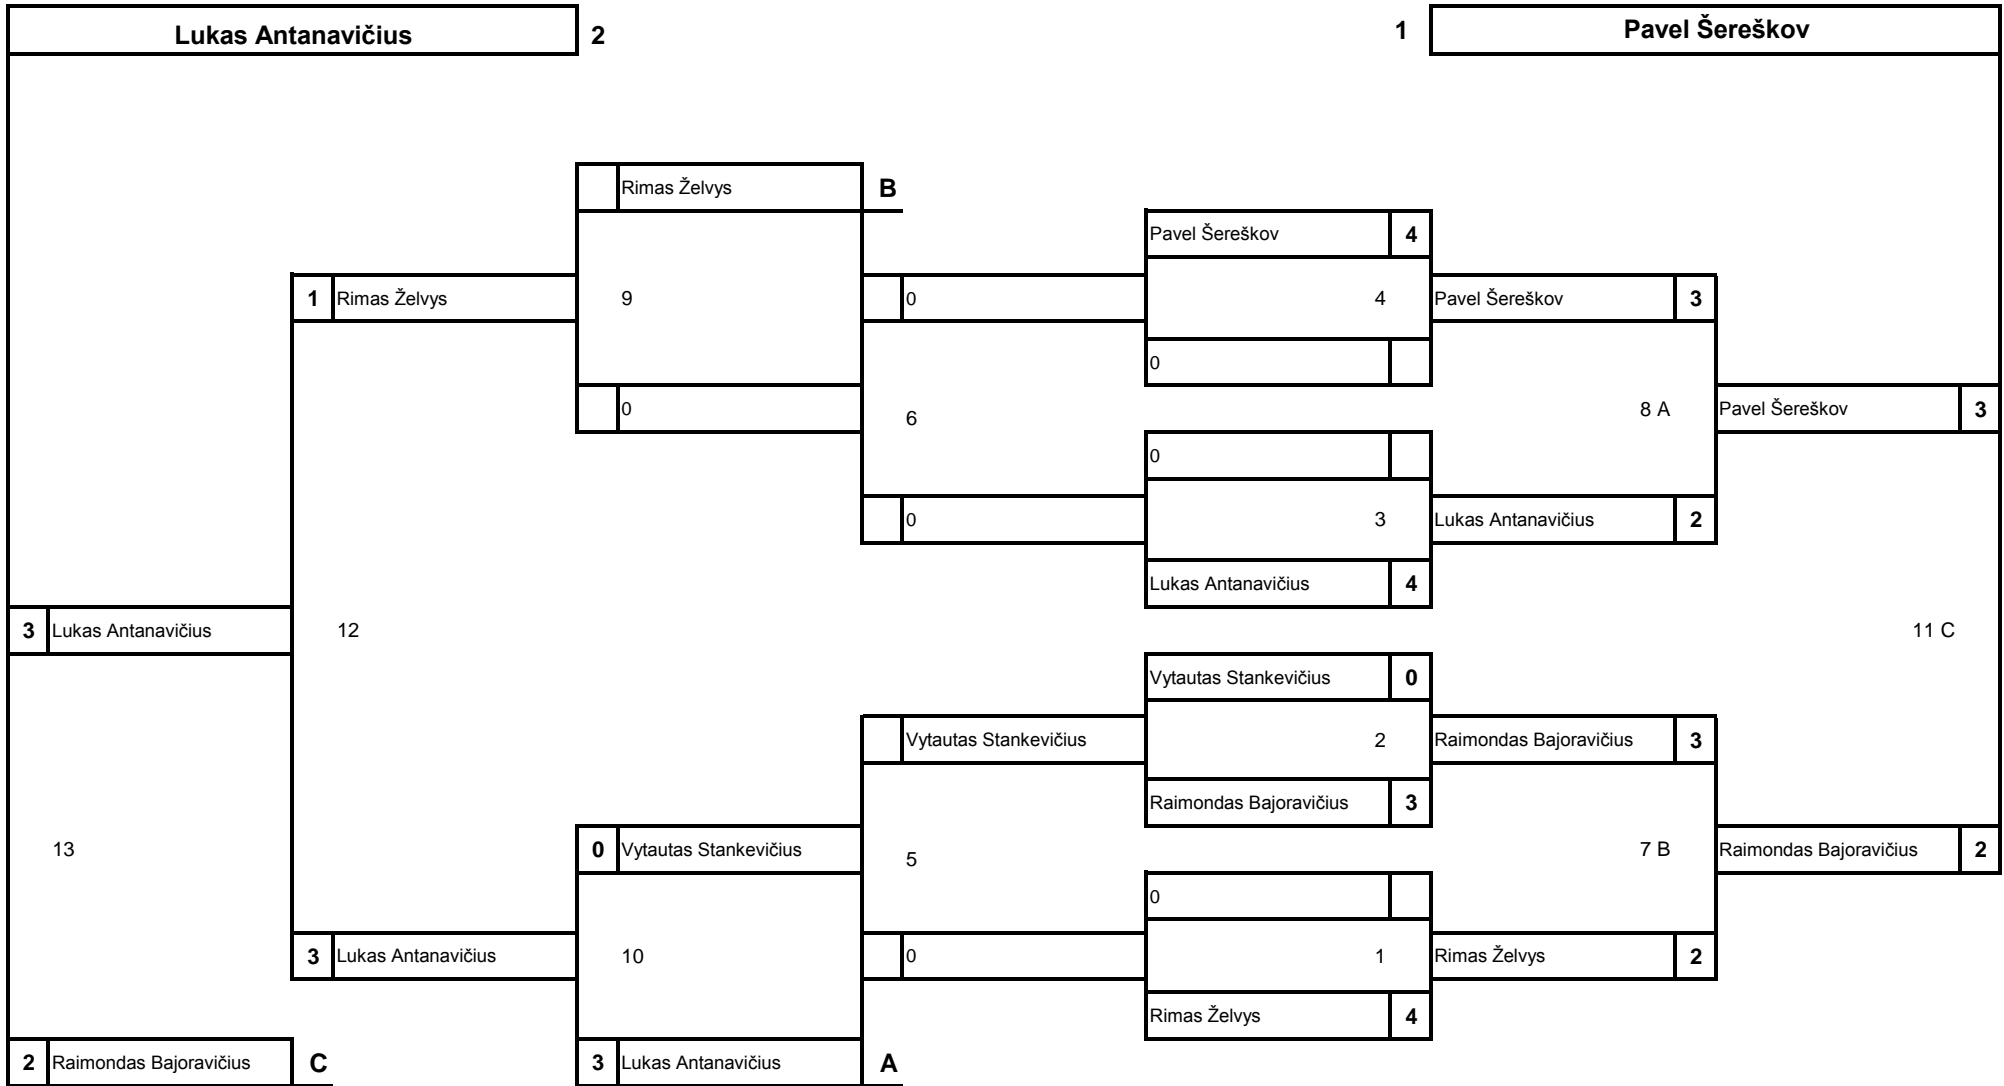 Lukas Antanavičius 2 1 Pavel Šereškov
Rimas Želvys B
Pavel Šereškov 4
1 Rimas Želvys 9 0 4 Pavel Šereškov 3
0
0 6 8 A Pavel Šereškov 3
0
0 3 Lukas Antanavičius 2
Lukas Antanavičius 4
3 Lukas Antanavičius 12 11 C
Vytautas Stankevičius 0
Vytautas Stankevičius 2 Raimondas Bajoravičius 3
Raimondas Bajoravičius 3
13 0 Vytautas Stankevičius 5 7 B Raimondas Bajoravičius 2
0
3 Lukas Antanavičius 10 0 1 Rimas Želvys 2
Rimas Želvys 4
2 Raimondas Bajoravičius C 3 Lukas Antanavičius A